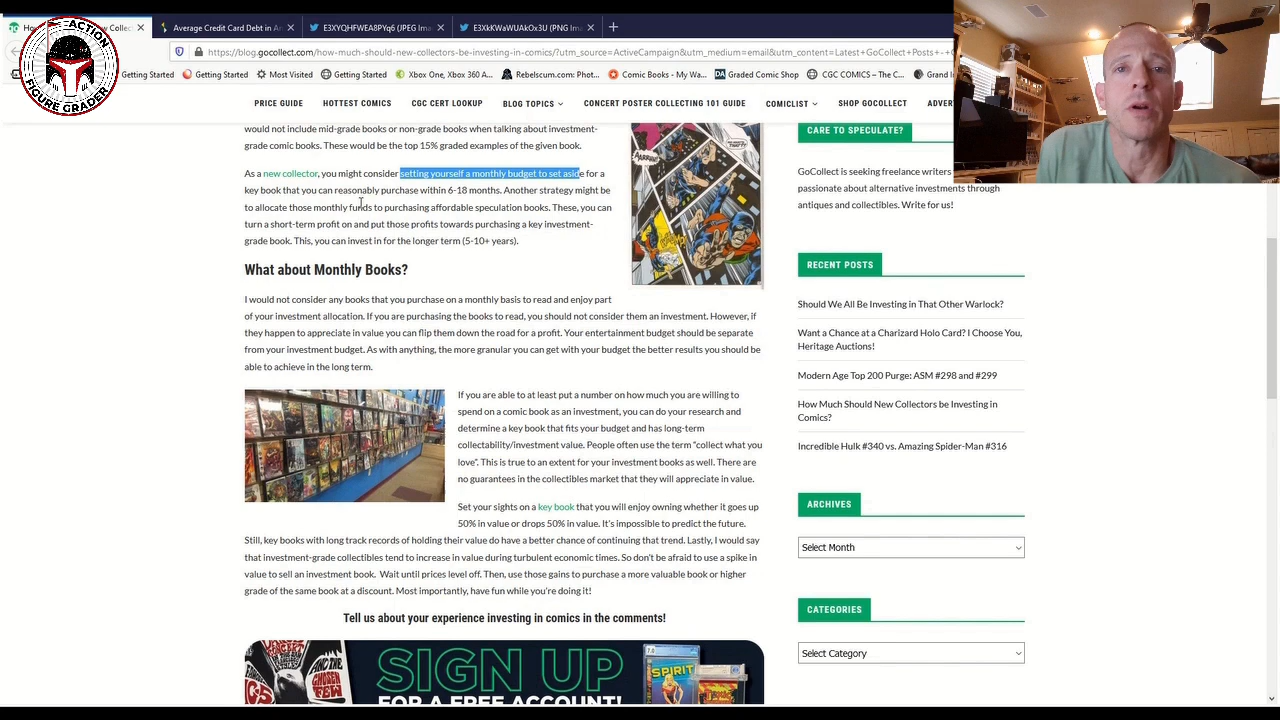 Average Credit Card Debt in Am
E3XYQHFWEA8PYq6 (JPEG Ima
E3XkKWaWUAkOx3U (PNG Imag
ACTION
FIGURE GRADER
https://blog.gocollect.com/how-much-should-new-collectors-be-investing-in-comics/?utm_source=ActiveCampaign&utm_medium=email&utm_content=Latest+GoCollect+Posts+-+
Getting Started
Getting Started
Most Visited
Getting Started
Xbox One, Xbox 360 A...
Rebelscum.com: Phot...
Comic Books - My Wa...
Graded Comic Shop
CGC COMICS – The C...
Grand
PRICE GUIDE
HOTTEST COMICS
CGC CERT LOOKUP
BLOG TOPICS
CONCERT POSTER COLLECTING 101 GUIDE
COMICLIST
SHOP GOCOLLECT
ADVER
would not include mid-grade books or non-grade books when talking about investment-
grade comic books. These would be the top 15% graded examples of the given book.
As a new collector, you might consider setting yourself a monthly budget to set aside for a
key book that you can reasonably purchase within 6-18 months. Another strategy might be
to allocate those monthly funds to purchasing affordable speculation books. These, you can
turn a short-term profit on and put those profits towards purchasing a key investment-
grade book. This, you can invest in for the longer term (5-10+ years).
What about Monthly Books?
I would not consider any books that you purchase on a monthly basis to read and enjoy part
of your investment allocation. If you are purchasing the books to read, you should not consider them an investment. However, if
they happen to appreciate in value you can flip them down the road for a profit. Your entertainment budget should be separate
from your investment budget. As with anything, the more granular you can get with your budget the better results you should be
able to achieve in the long term.
If you are able to at least put a number on how much you are willing to
spend on a comic book as an investment, you can do your research and
determine a key book that fits your budget and has long-term
collectability/investment value. People often use the term "collect what you
love". This is true to an extent for your investment books as well. There are
no guarantees in the collectibles market that they will appreciate in value.
Set your sights on a key book that you will enjoy owning whether it goes up
50% in value or drops 50% in value. It's impossible to predict the future.
Still, key books with long track records of holding their value do have a better chance of continuing that trend. Lastly, I would say
that investment-grade collectibles tend to increase in value during turbulent economic times. So don't be afraid to use a spike in
value to sell an investment book. Wait until prices level off. Then, use those gains to purchase a more valuable book or higher
grade of the same book at a discount. Most importantly, have fun while you're doing it!
Tell us about your experience investing in comics in the comments!
SIGN UP
FOR A FREE ACCOUNT!
SPIRIT
7.0
CARE TO SPECULATE?
GoCollect is seeking freelance writers
passionate about alternative investments through
antiques and collectibles. Write for us!
RECENT POSTS
Should We All Be Investing in That Other Warlock?
Want a Chance at a Charizard Holo Card? I Choose You,
Heritage Auctions!
Modern Age Top 200 Purge: ASM #298 and #299
How Much Should New Collectors be Investing in
Comics?
Incredible Hulk #340 vs. Amazing Spider-Man #316
ARCHIVES
Select Month
CATEGORIES
Select Category